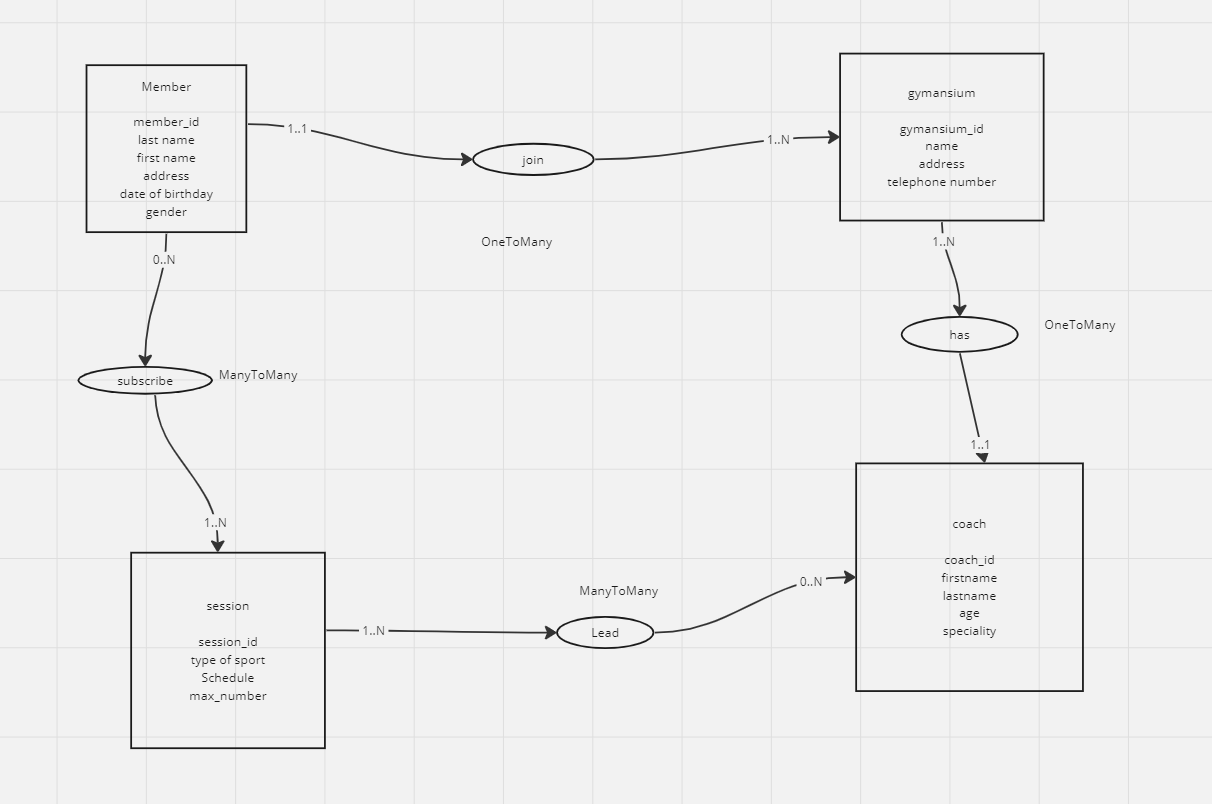 Member
member_id
last name
first name
address
date of birthday
gender
1..1
join
1..N
OneToMany
gymansium
gymansium_id
name
address
telephone number
0..N
subscribe
ManyToMany
1..N
1..N
has
OneToMany
1..1
session
session_id
type of sport
Schedule
max_number
1..N
ManyToMany
Lead
0..N
coach
coach_id
firstname
lastname
age
speciality